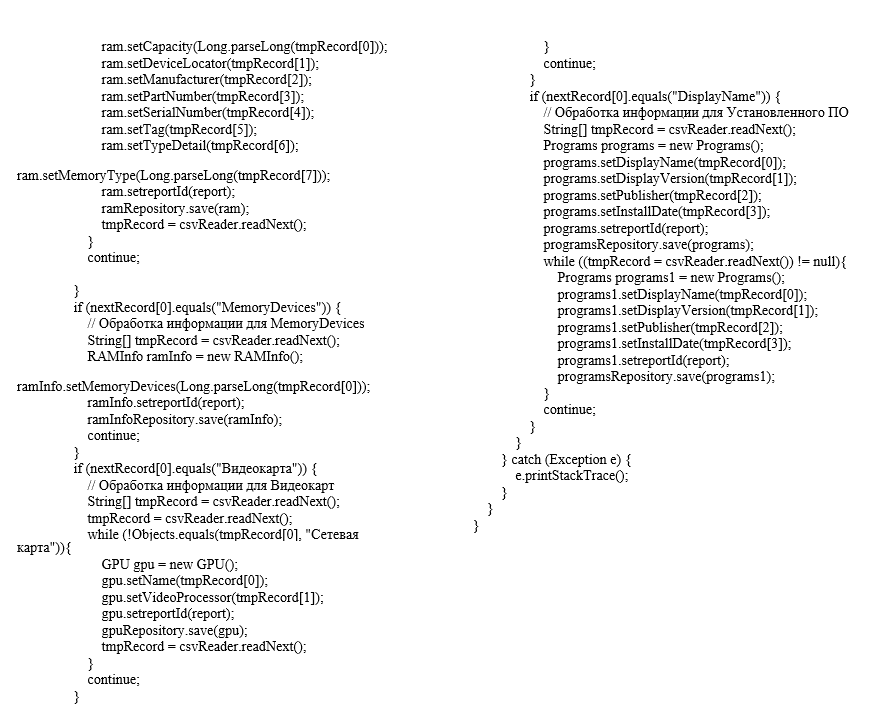 ram.setCapacity(Long.parseLong(tmpRecord[0]));
ram.setDeviceLocator(tmpRecord[1]);
ram.setManufacturer(tmpRecord[2]);
ram.setPartNumber(tmpRecord[3]);
ram.setSerialNumber(tmpRecord[4]);
ram.setTag(tmpRecord[5]);
ram.setTypeDetail(tmpRecord[6]);
ram.setMemoryType(Long.parseLong(tmpRecord[7]));
ram.setreportId(report);
ramRepository.save(ram);
tmpRecord = csvReader.readNext();
}
continue;
}
if (nextRecord[0].equals("MemoryDevices")) {
// Обработка информации для MemoryDevices
String[] tmpRecord = csvReader.readNext();
RAMInfo ramInfo = new RAMInfo();
ramInfo.setMemoryDevices(Long.parseLong(tmpRecord[0]));
ramInfo.setreportId(report);
ramInfoRepository.save(ramInfo);
continue;
}
if (nextRecord[0].equals("Видеокарта")) {
// Обработка информации для Видеокарт
String[] tmpRecord = csvReader.readNext();
tmpRecord = csvReader.readNext();
while (!Objects.equals(tmpRecord[0], "Сетевая
карта")){
GPU gpu = new GPU();
gpu.setName(tmpRecord[0]);
gpu.setVideoProcessor(tmpRecord[1]);
gpu.setreportId(report);
gpuRepository.save(gpu);
tmpRecord = csvReader.readNext();
}
continue;
}
}
continue;
}
if (nextRecord[0].equals("DisplayName")) {
// Обработка информации для Установленного ПО
String[] tmpRecord = csvReader.readNext();
Programs programs = new Programs();
programs.setDisplayName(tmpRecord[0]);
programs.setDisplayVersion(tmpRecord[1]);
programs.setPublisher(tmpRecord[2]);
programs.setInstallDate(tmpRecord[3]);
programs.setreportId(report);
programsRepository.save(programs);
while ((tmpRecord = csvReader.readNext()) != null){
Programs programs1 = new Programs();
programs1.setDisplayName(tmpRecord[0]);
programs1.setDisplayVersion(tmpRecord[1]);
programs1.setPublisher(tmpRecord[2]);
programs1.setInstallDate(tmpRecord[3]);
programs1.setreportId(report);
programsRepository.save(programs1);
}
continue;
}
}
} catch (Exception e) {
e.printStackTrace();
}
}
}